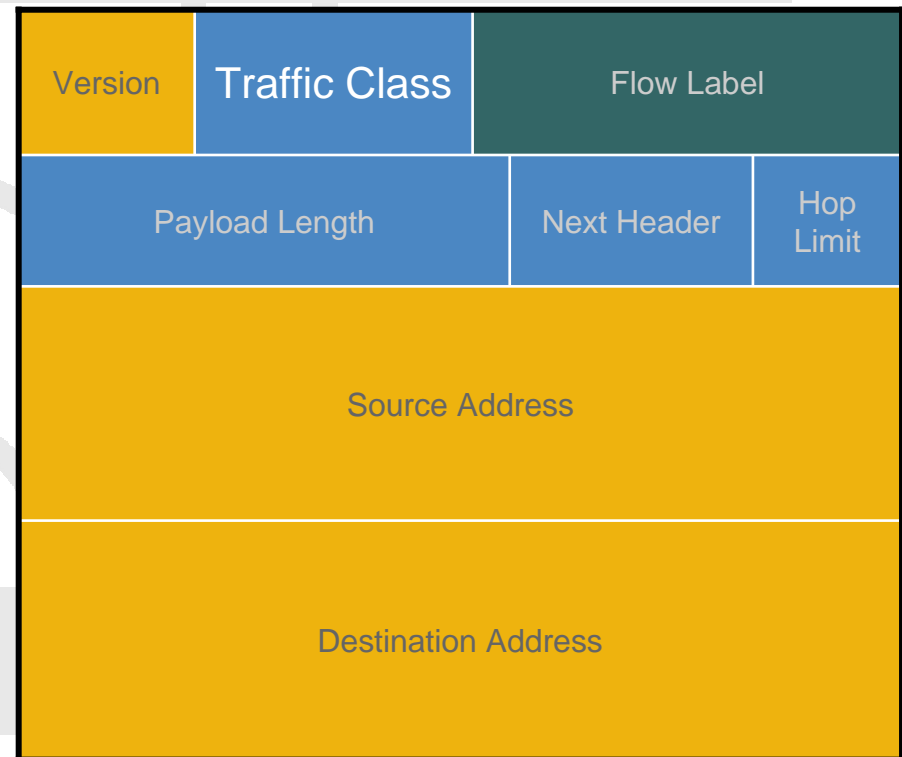 Version
Traffic Class
Flow Label
Payload Length
Next Header
Hop
Limit
Source Address
Destination Address